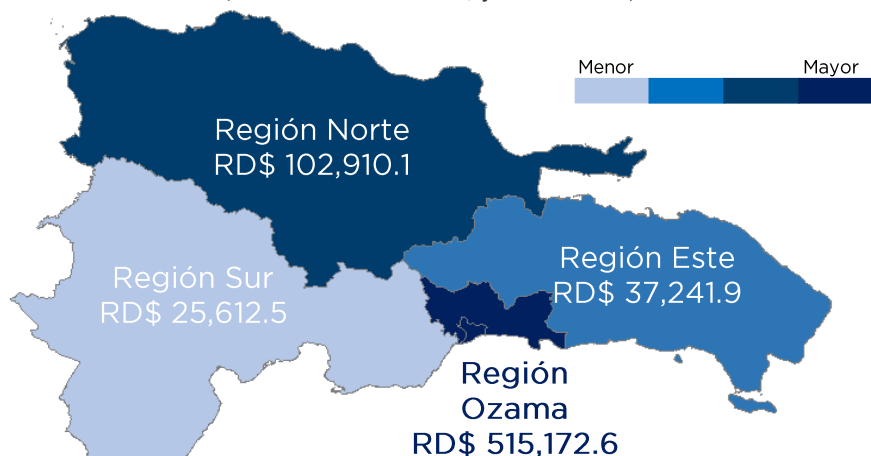 Menor
Mayor
Región Norte
RD$ 102,910.1
Región Este
RD$ 37,241.9
Región Sur
RD$ 25,612.5
Región
Ozama
RD$ 515,172.6